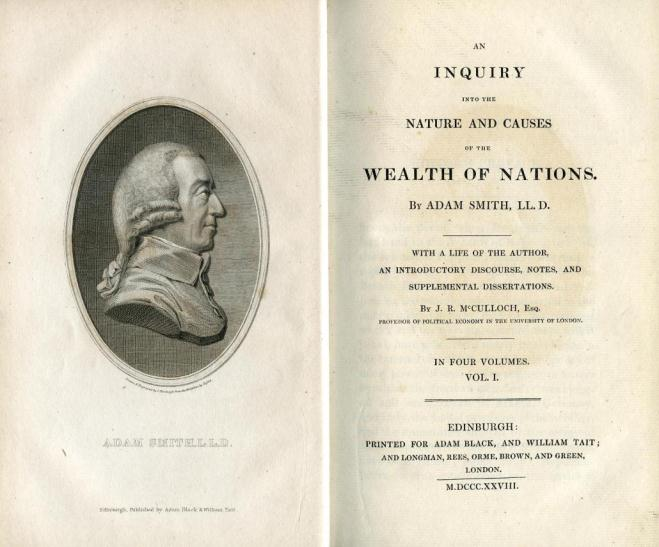 ADAM SMITH, LL.D.
Edinburgh, Published by Adam Black & William Tait.
AN
INQUIRY
INTO THE
NATURE AND CAUSES
OF THE
WEALTH OF NATIONS.
By ADAM SMITH, LL. D.
WITH A LIFE OF THE AUTHOR,
AN INTRODUCTORY DISCOURSE, NOTES, AND
SUPPLEMENTAL DISSERTATIONS.
By J. R. McCULLOCH, Esq.
PROFESSOR OF POLITICAL ECONOMY IN THE UNIVERSITY OF LONDON.
IN FOUR VOLUMES.
VOL. I.
EDINBURGH:
PRINTED FOR ADAM BLACK, AND WILLIAM TAIT;
AND LONGMAN, REES, ORME, BROWN, AND GREEN,
LONDON.
M.DCCC.XXVIII.